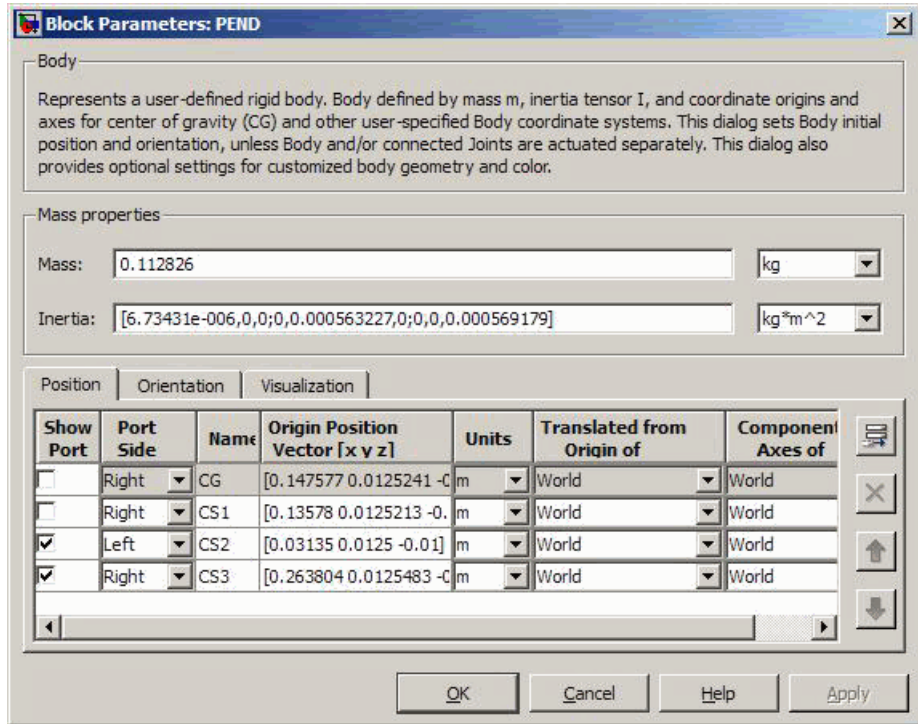 Block Parameters: PEND
Body
Represents a user-defined rigid body. Body defined by mass m, inertia tensor I, and coordinate origins and
axes for center of gravity (CG) and other user-specified Body coordinate systems. This dialog sets Body initial
position and orientation, unless Body and/or connected Joints are actuated separately. This dialog also
provides optional settings for customized body geometry and color.
Mass properties
Mass: 0.112826 kg
Inertia: [6.73431e-006,0,0;0,0.000563227,0;0,0,0.000569179] kg*m^2
Position Orientation Visualization
Show Port Name Origin Position Units Translated from Component
Port Side Vector [x y z] Origin of Axes of
Right CG [0.147577 0.0125241 -0 m World World
Right CS1 [0.13578 0.0125213 -0. m World World
Left CS2 [0.03135 0.0125 -0.01] m World World
Right CS3 [0.263804 0.0125483 -0 m World World
OK Cancel Help Apply